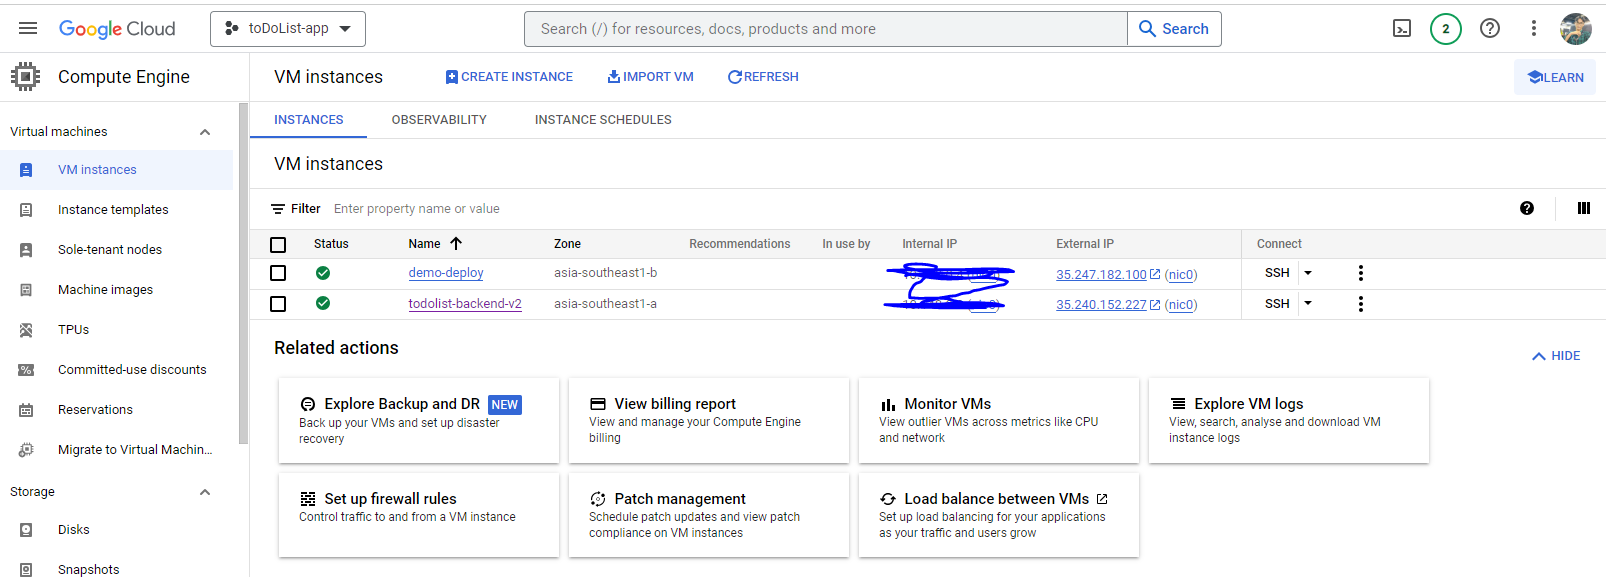 Google Cloud
toDoList-app
Search (/) for resources, docs, products and more
Search
2
Compute Engine
VM instances
CREATE INSTANCE
IMPORT VM
REFRESH
LEARN
Virtual machines
VM instances
Instance templates
Sole-tenant nodes
Machine images
TPUs
Committed-use discounts
Reservations
Migrate to Virtual Machin...
Storage
Disks
Snapshots
INSTANCES
OBSERVABILITY
INSTANCE SCHEDULES
VM instances
Filter Enter property name or value
Status Name Zone Recommendations In use by Internal IP External IP Connect
demo-deploy asia-southeast1-b 35.247.182.100 (nic0) SSH
todolist-backend-v2 asia-southeast1-a 35.240.152.227 (nic0) SSH
Related actions
HIDE
Explore Backup and DR NEW
Back up your VMs and set up disaster
recovery
View billing report
View and manage your Compute Engine
billing
Monitor VMs
View outlier VMs across metrics like CPU
and network
Explore VM logs
View, search, analyse and download VM
instance logs
Set up firewall rules
Control traffic to and from a VM instance
Patch management
Schedule patch updates and view patch
compliance on VM instances
Load balance between VMs
Set up load balancing for your applications
as your traffic and users grow